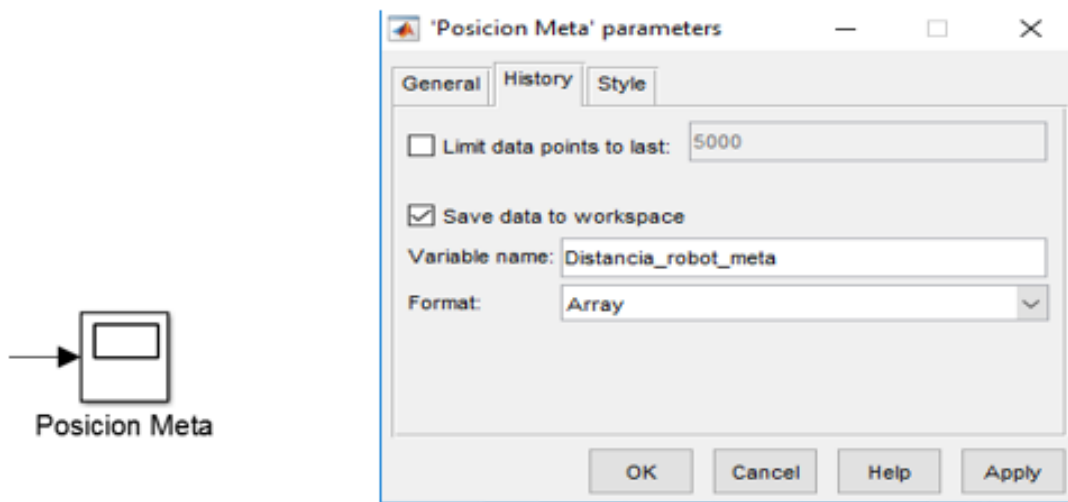 'Posicion Meta' parameters
General History Style
Limit data points to last: 5000
Save data to workspace
Variable name: Distancia_robot_meta
Format: Array
Posicion Meta
OK Cancel Help Apply